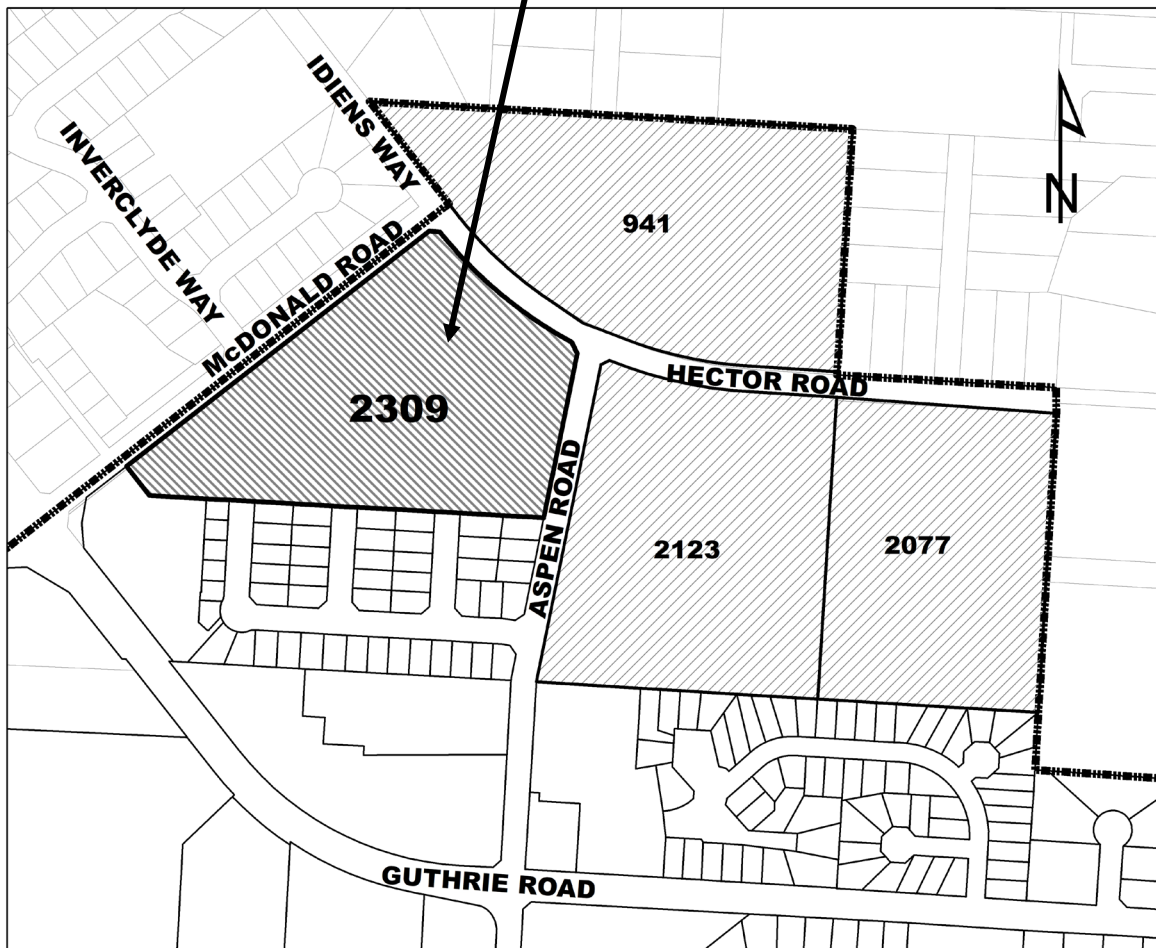 IDIENS WAY
INVERCLYDE WAY
McDONALD ROAD
941
N
2309
HECTOR ROAD
ASPEN ROAD
2123
2077
GUTHRIE ROAD